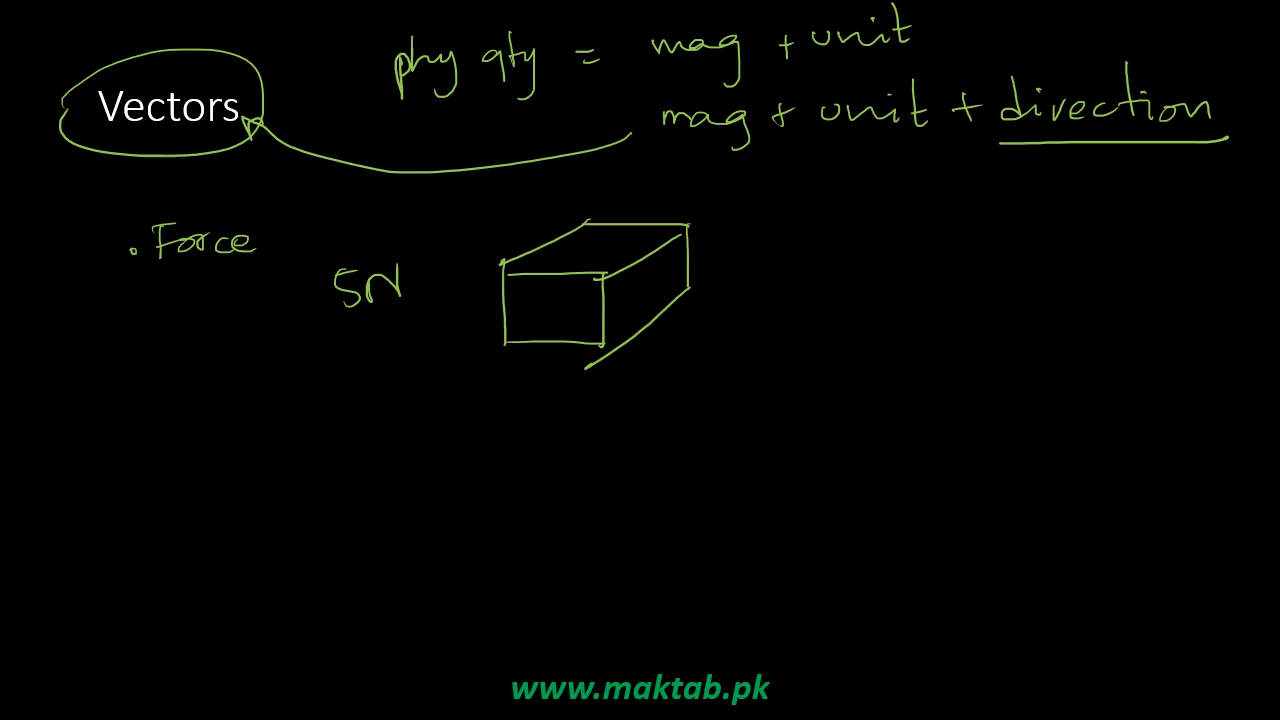 phy qty = mag + unit
Vectors
mag + unit + direction
. Force
5N
www.maktab.pk